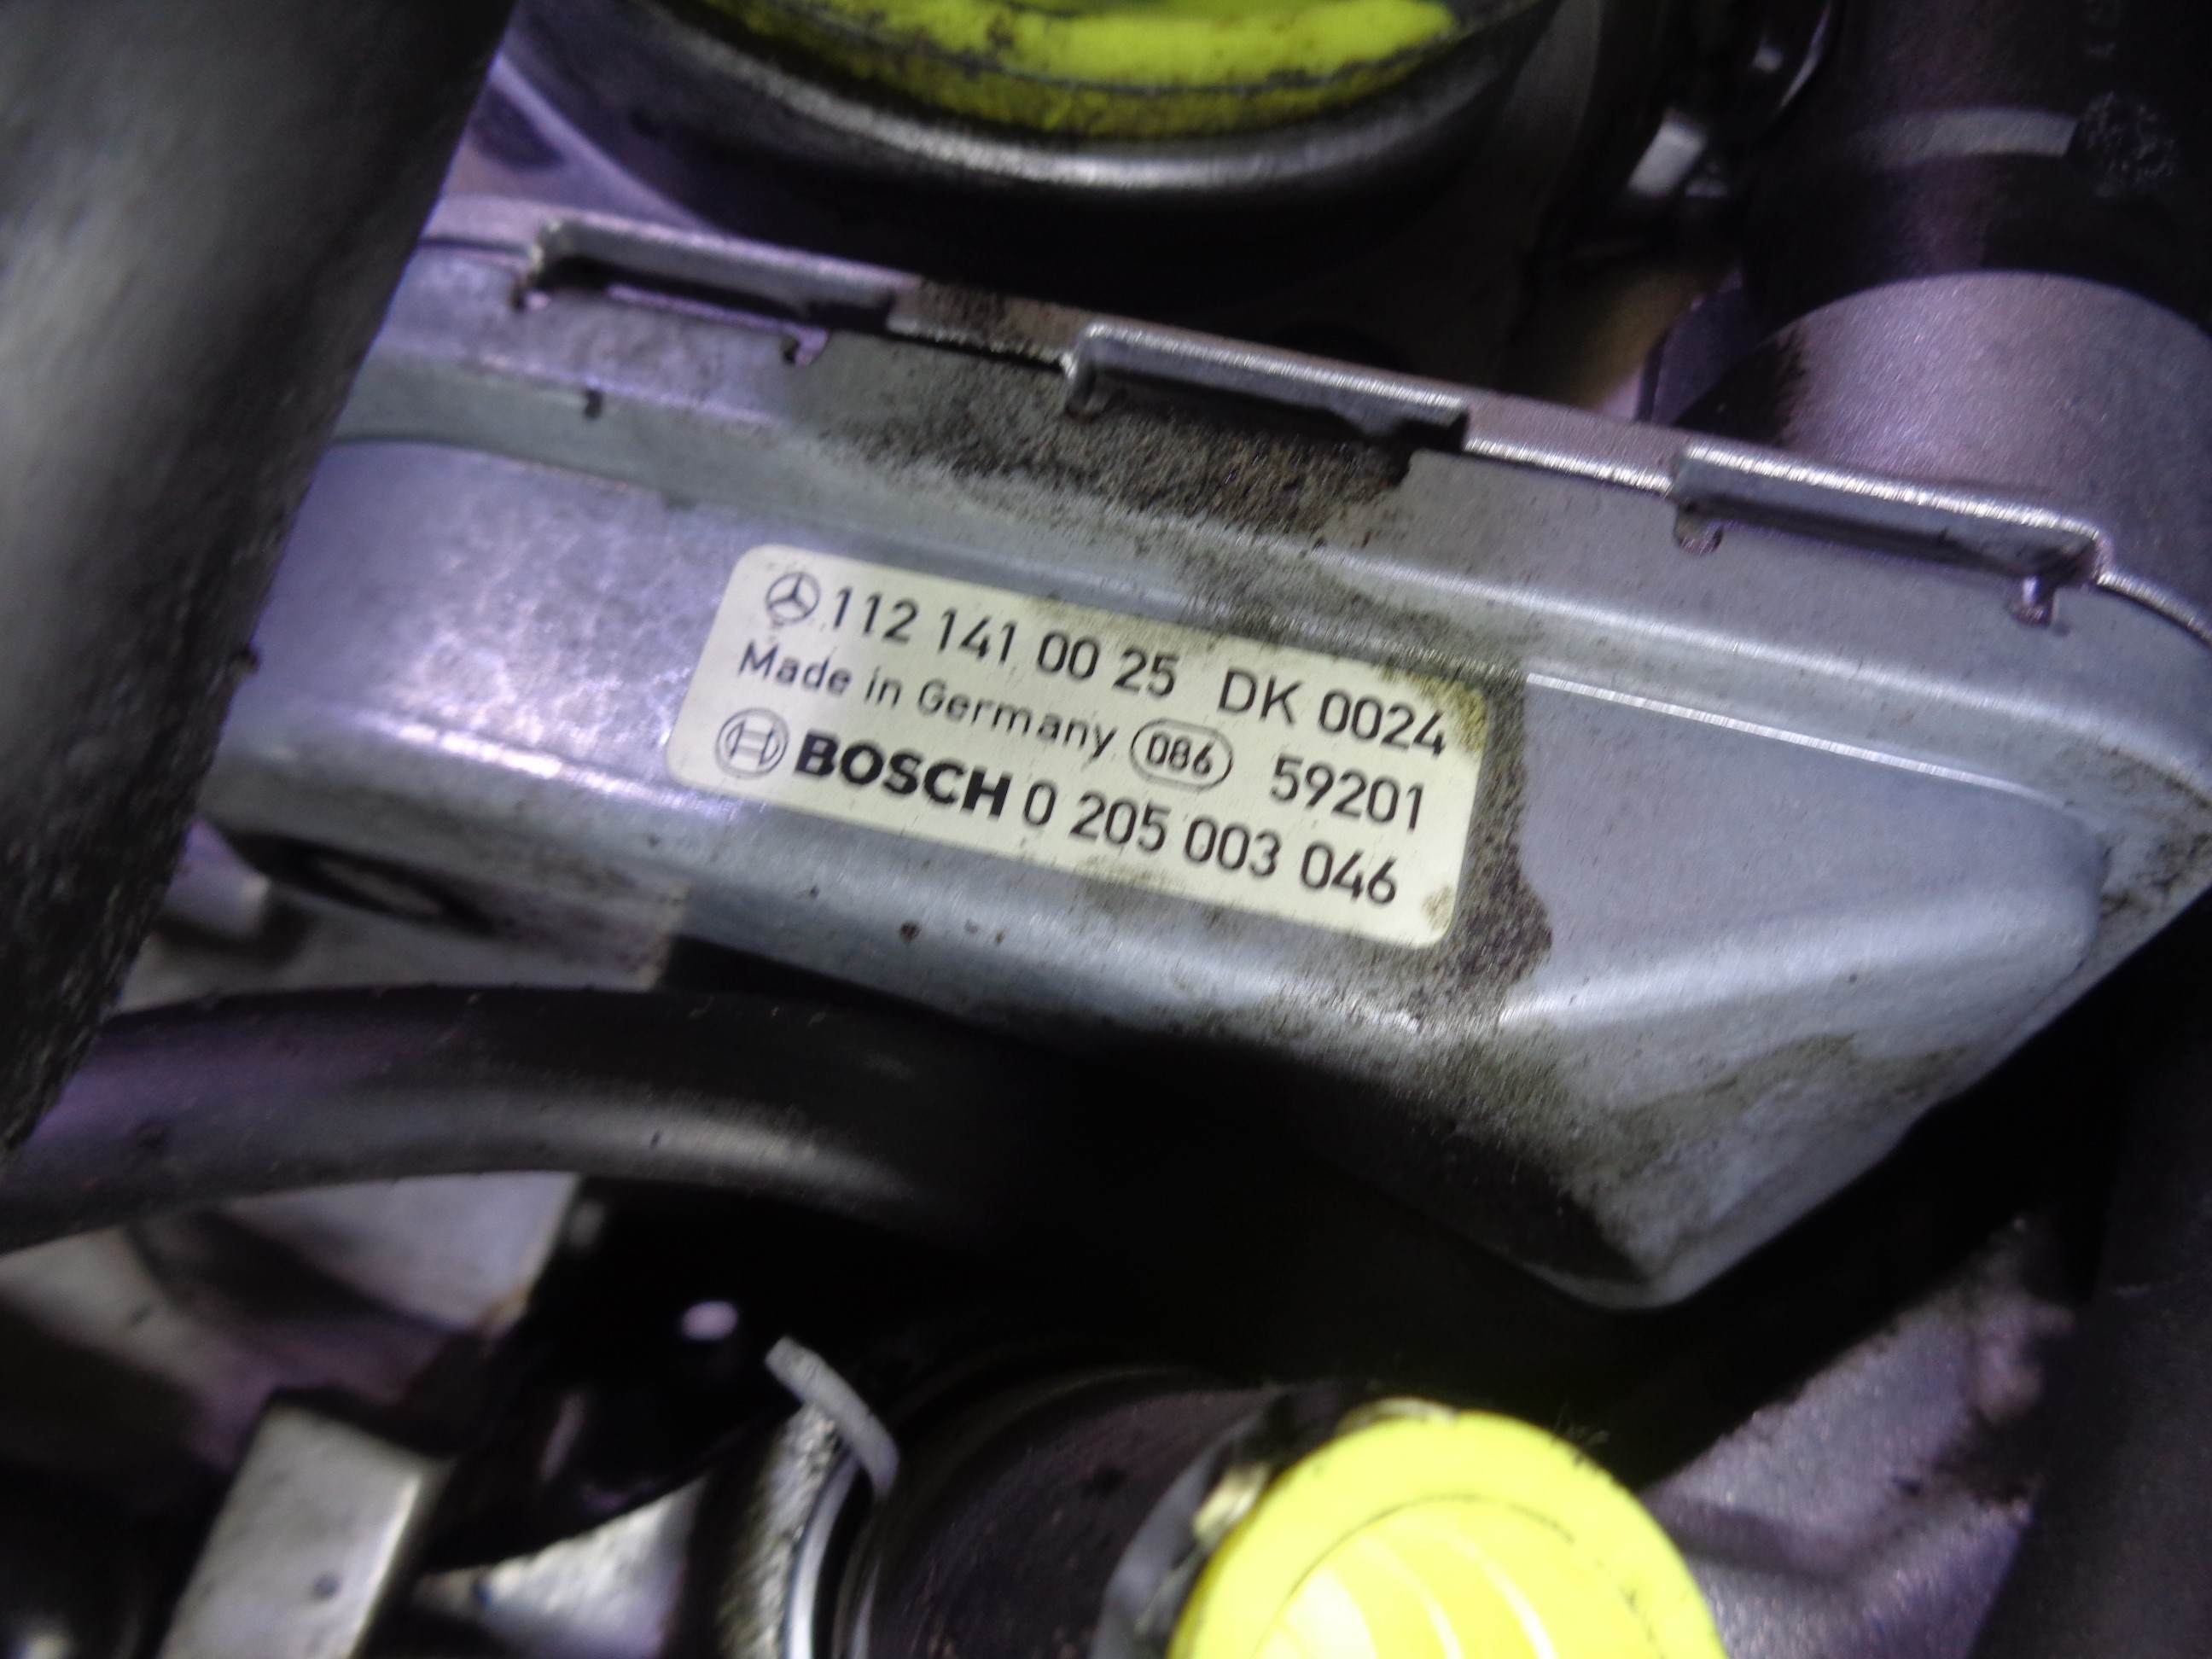 112 141 00 25 DK 0024
Made in Germany 086 59201
BOSCH 0 205 003 046